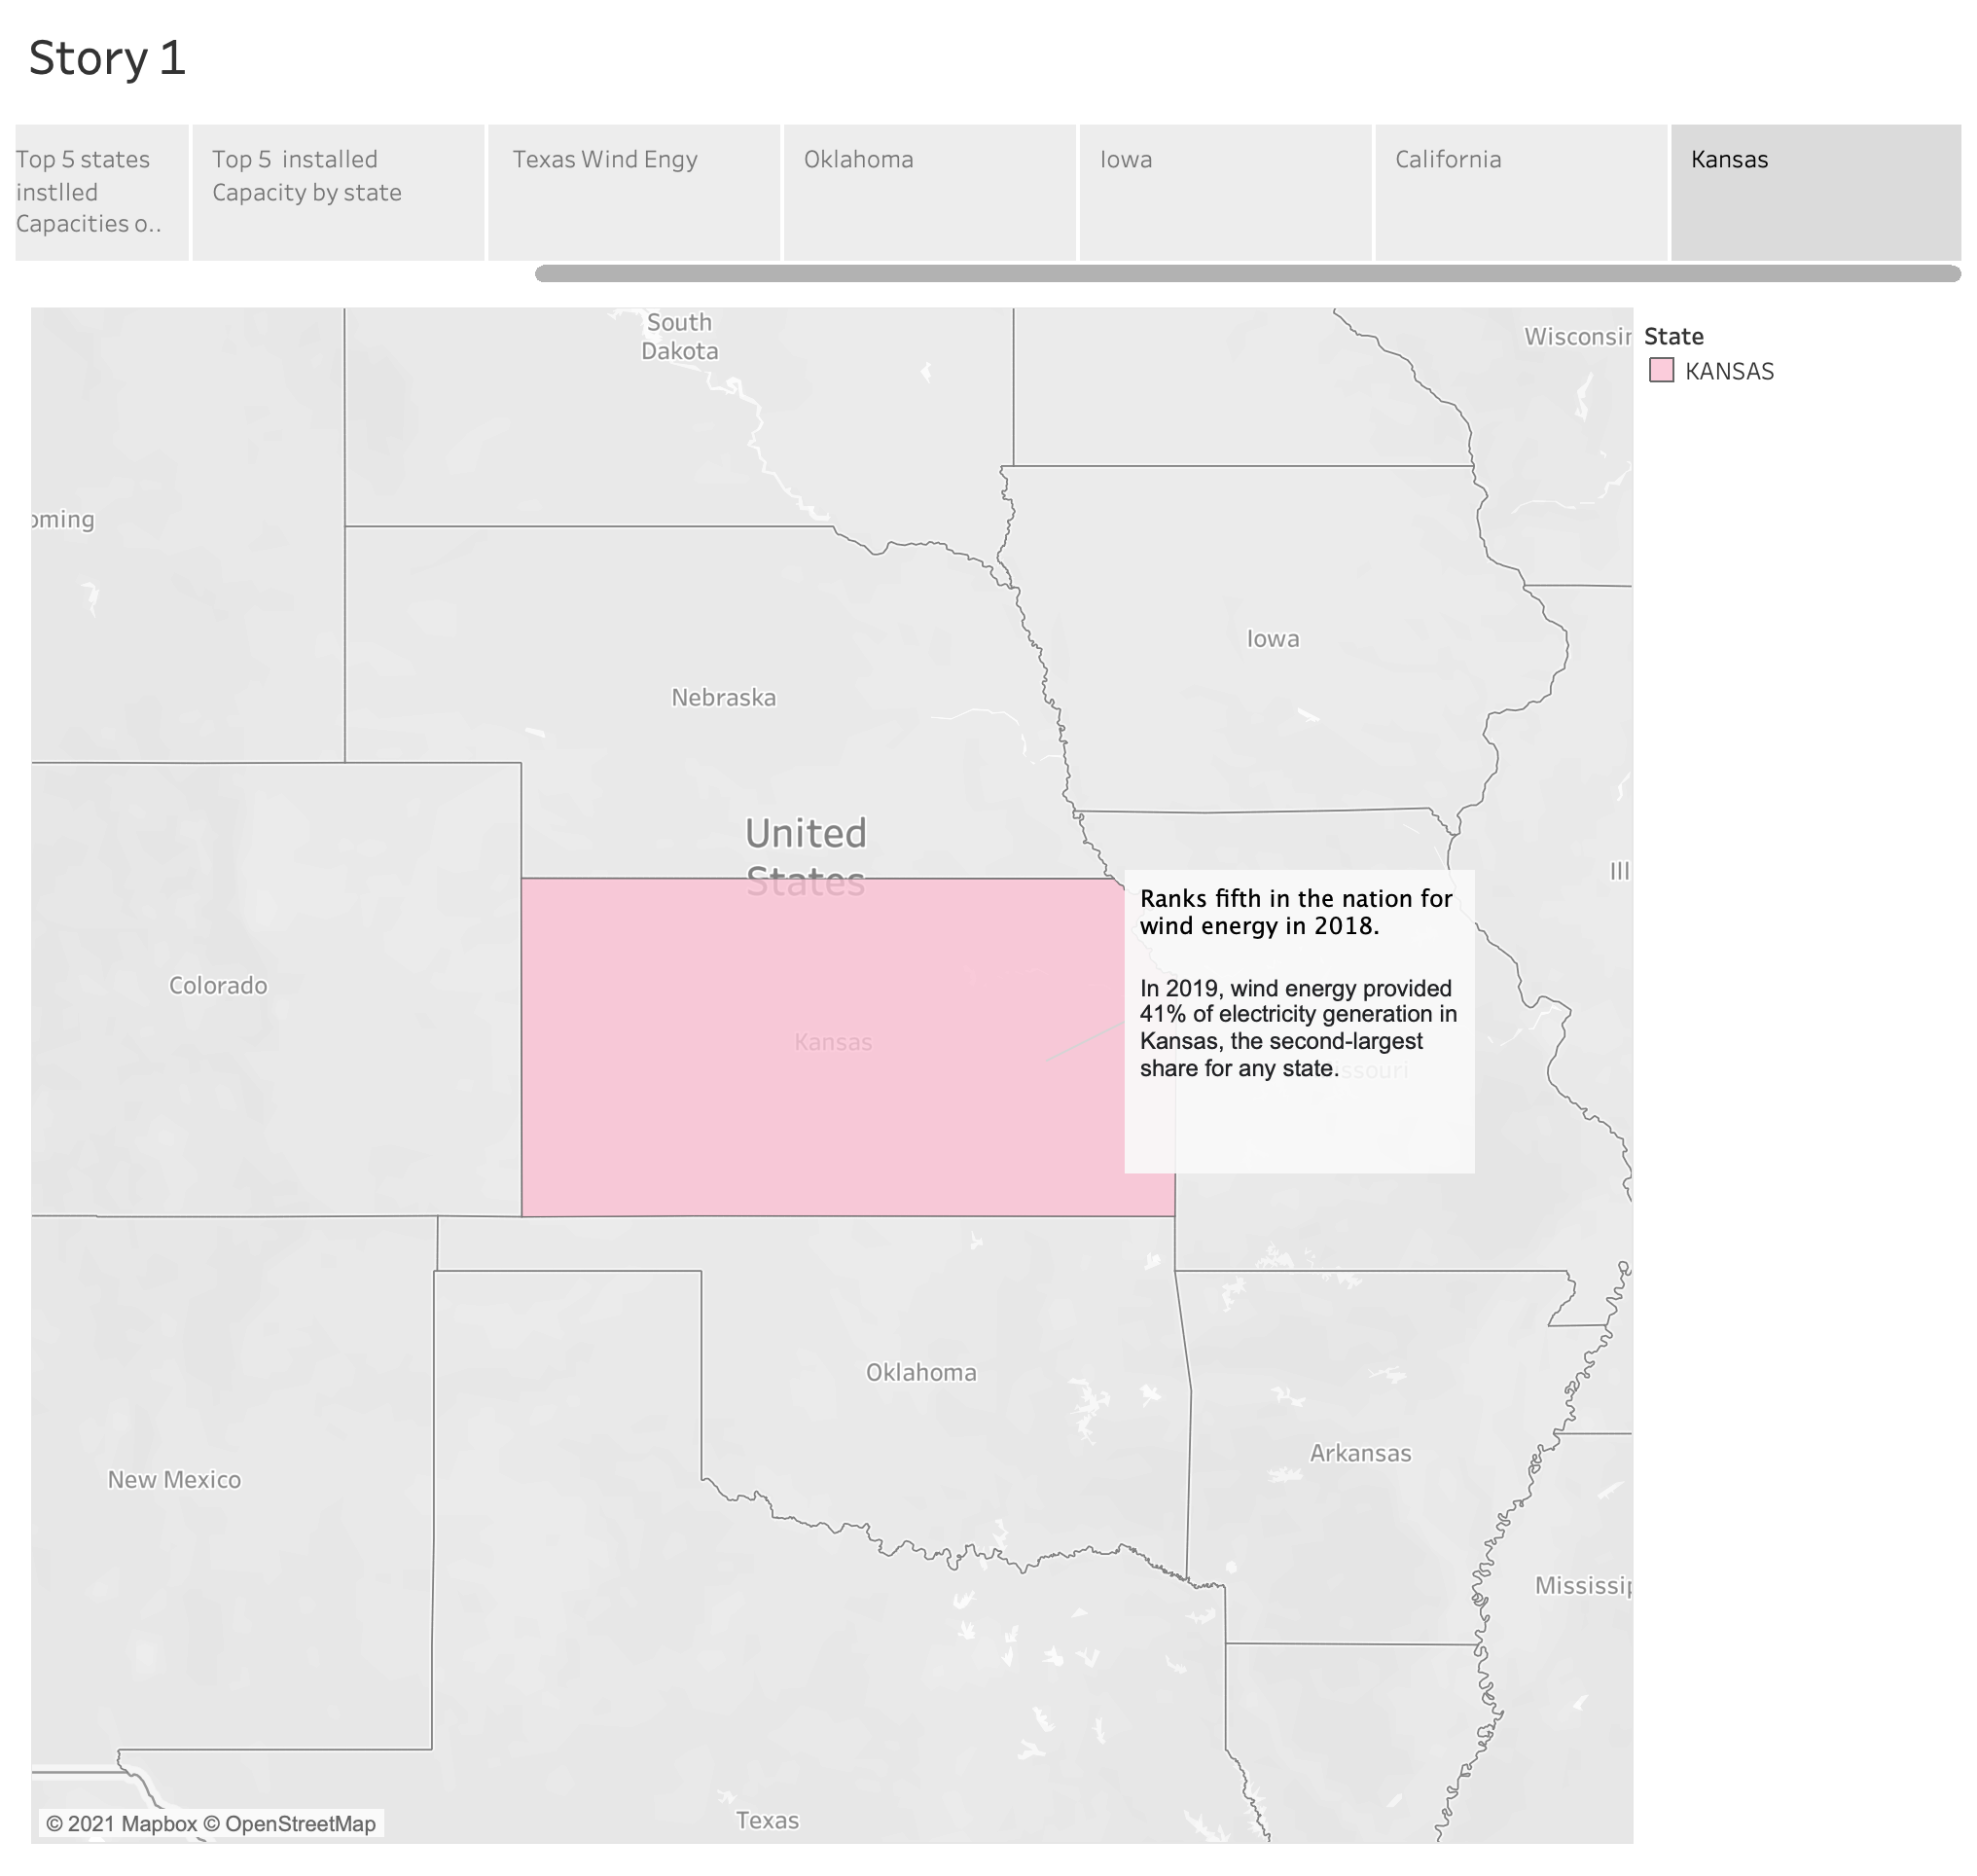 Story 1
Top 5 states
instlled
Capacities o..
Top 5  installed
Capacity by state
Texas Wind Engy
Oklahoma
Iowa
California
Kansas
South
Dakota
Wisconsin
State
KANSAS
oming
Iowa
Nebraska
United
States
Ill
Ranks fifth in the nation for
wind energy in 2018.
In 2019, wind energy provided
41% of electricity generation in
Kansas, the second-largest
share for any state.
Colorado
Kansas
issouri
Oklahoma
Arkansas
New Mexico
Mississip
Texas
© 2021 Mapbox © OpenStreetMap